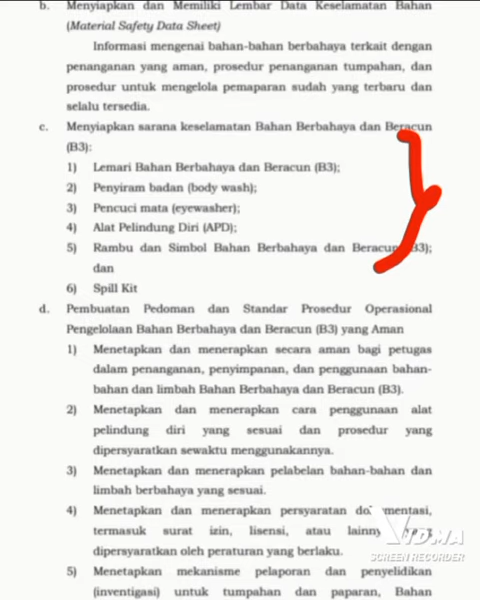 b. Menyiapkan dan Memiliki Lembar Data Keselamatan Bahan
(Material Safety Data Sheet)
Informasi mengenai bahan-bahan berbahaya terkait dengan
penanganan yang aman, prosedur penanganan tumpahan, dan
prosedur untuk mengelola pemaparan sudah yang terbaru dan
selalu tersedia.
c. Menyiapkan sarana keselamatan Bahan Berbahaya dan Beracun
(B3):
1) Lemari Bahan Berbahaya dan Beracun (B3);
2) Penyiram badan (body wash);
3) Pencuci mata (eyewasher);
4) Alat Pelindung Diri (APD);
5) Rambu dan Simbol Bahan Berbahaya dan Beracun (B3);
dan
6) Spill Kit
d. Pembuatan Pedoman dan Standar Prosedur Operasional
Pengelolaan Bahan Berbahaya dan Beracun (B3) yang Aman
1) Menetapkan dan menerapkan secara aman bagi petugas
dalam penanganan, penyimpanan, dan penggunaan bahan-
bahan dan limbah Bahan Berbahaya dan Beracun (B3).
2) Menetapkan dan menerapkan cara penggunaan alat
pelindung diri yang sesuai dan prosedur yang
dipersyaratkan sewaktu menggunakannya.
3) Menetapkan dan menerapkan pelabelan bahan-bahan dan
limbah berbahaya yang sesuai.
4) Menetapkan dan menerapkan persyaratan
termasuk surat izin, lisensi, atau
dipersyaratkan oleh peraturan yang berlaku.
5) Menetapkan mekanisme pelaporan dan penyelidikan
(inventigasi) untuk tumpahan dan paparan, Bahan
VIDMA
SCREEN RECORDER